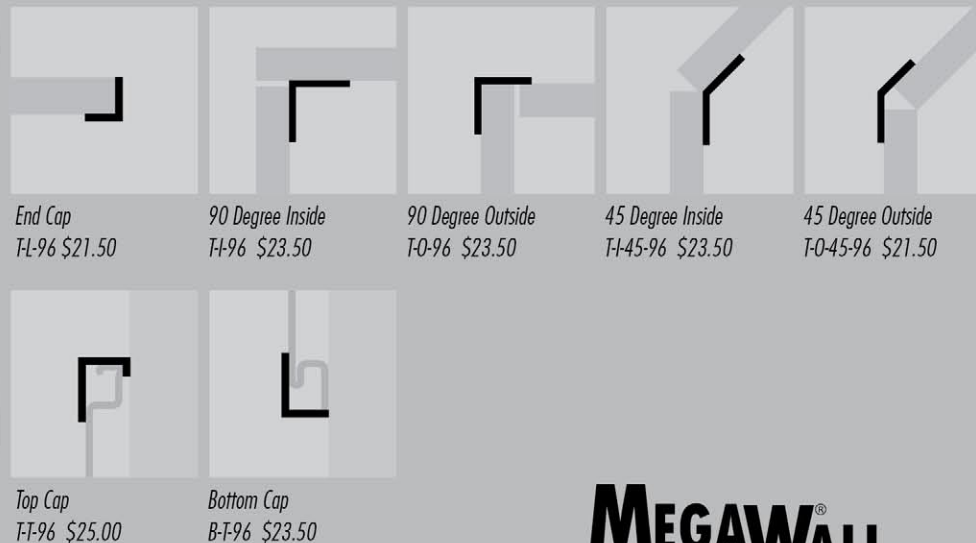 End Cap
T-L-96 $21.50
90 Degree Inside
T-I-96 $23.50
90 Degree Outside
T-O-96 $23.50
45 Degree Inside
T-I-45-96 $23.50
45 Degree Outside
T-O-45-96 $21.50
Top Cap
T-T-96 $25.00
Bottom Cap
B-T-96 $23.50
MEGAWALL®